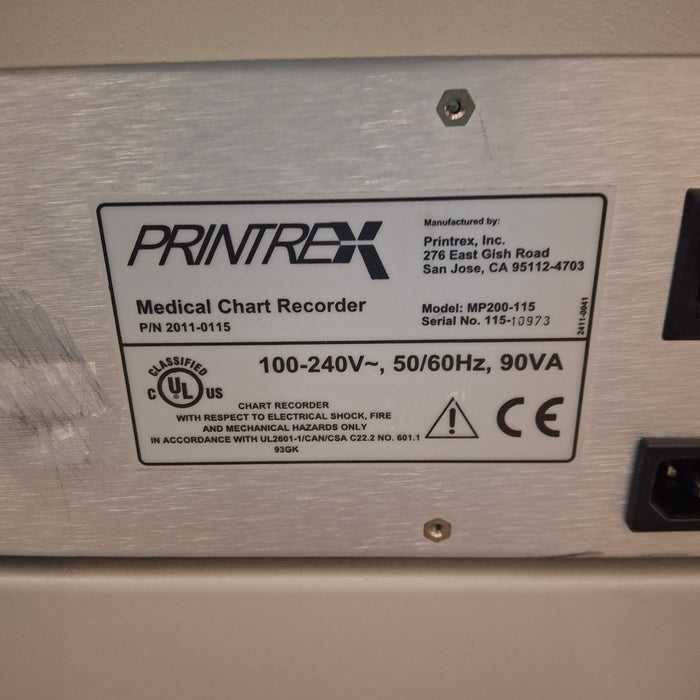 PRINTREX
Manufactured by:
Printrex, Inc.
276 East Gish Road
San Jose, CA 95112-4703
Medical Chart Recorder
P/N 2011-0115
Model: MP200-115
Serial No. 115-10973
2411-0041
CLASSIFIED
C UL US
®
100-240V~, 50/60Hz, 90VA
CHART RECORDER
WITH RESPECT TO ELECTRICAL SHOCK, FIRE
AND MECHANICAL HAZARDS ONLY
IN ACCORDANCE WITH UL2601-1/CAN/CSA C22.2 NO. 601.1
93GK
!
CE